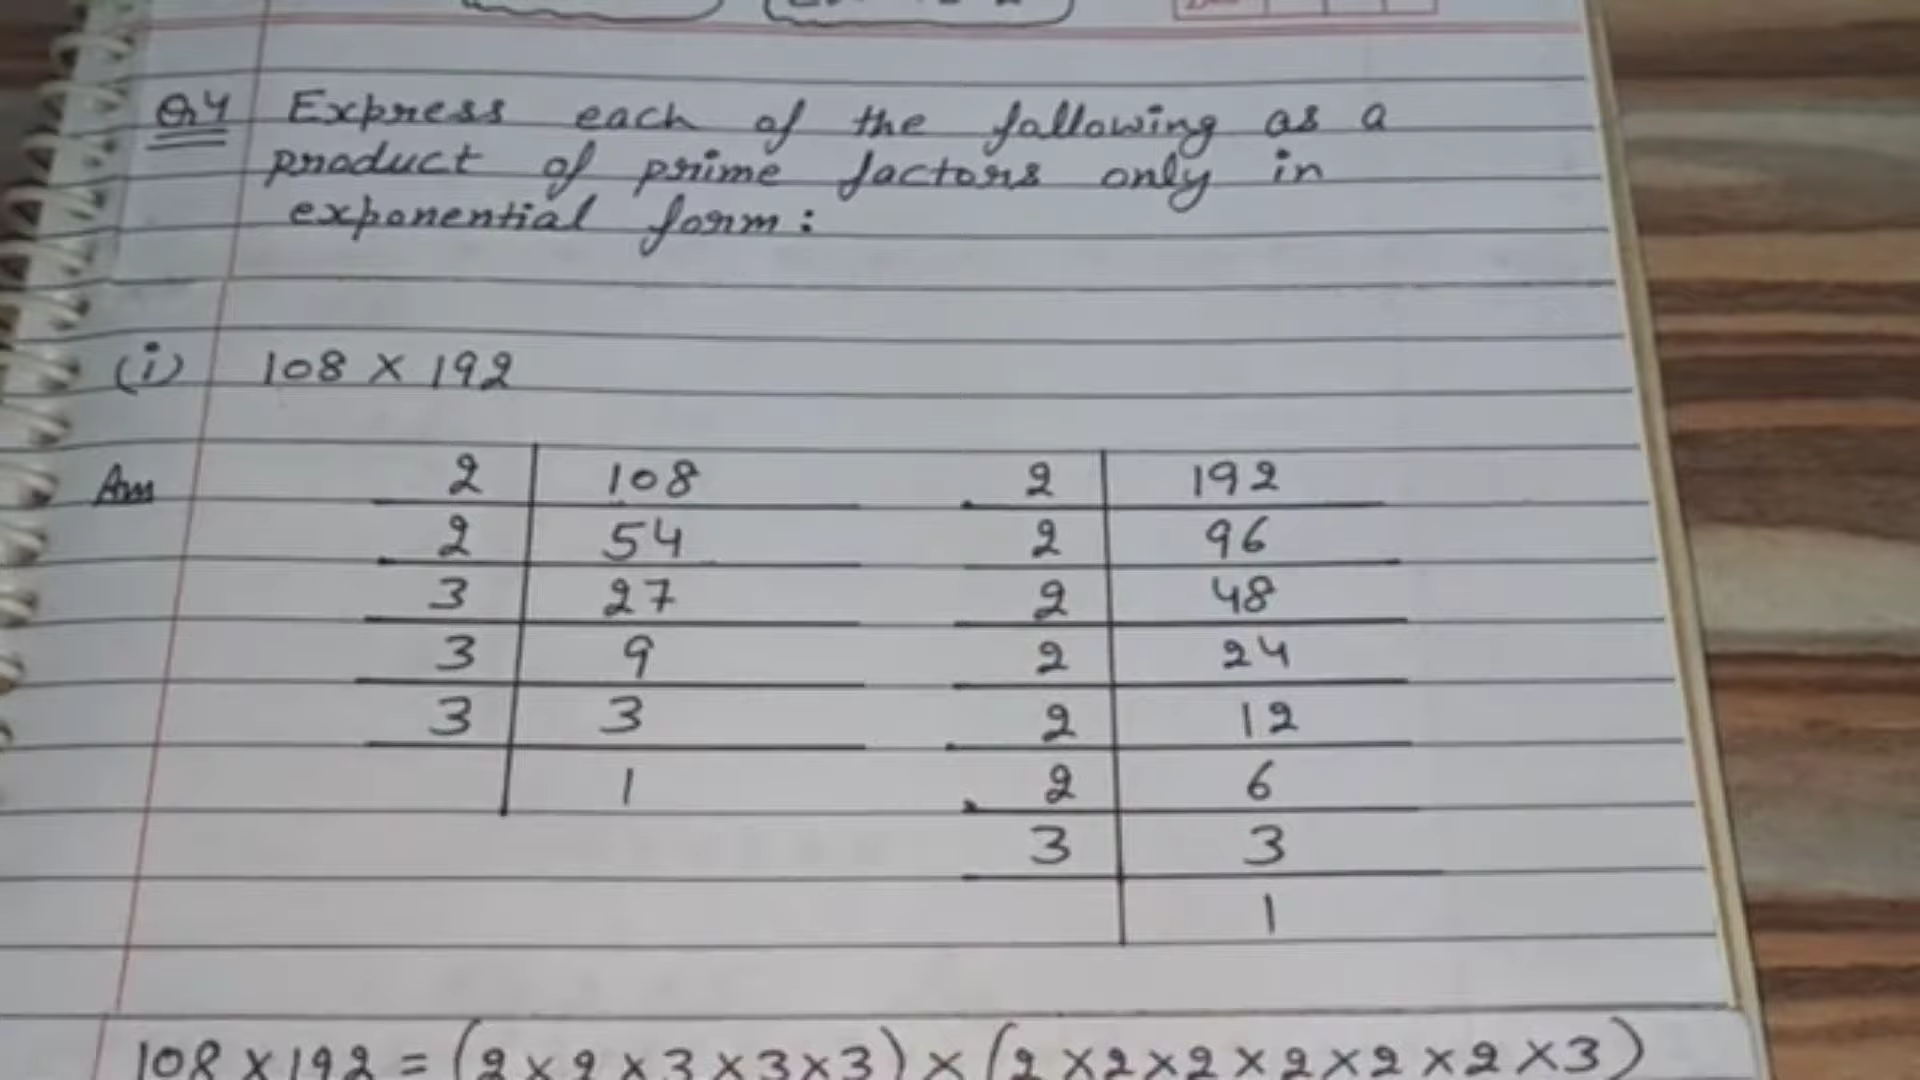 Q4 Express each of the following as a
product of prime factors only in
exponential form:
(i) 108 × 192
Ans
2 108
2 54
3 27
3 9
3 3
1
2 192
2 96
2 48
2 24
2 12
2 6
3 3
1
108 × 192 = (2 × 2 × 3 × 3 × 3) × (2 × 2 × 2 × 2 × 2 × 2 × 3)